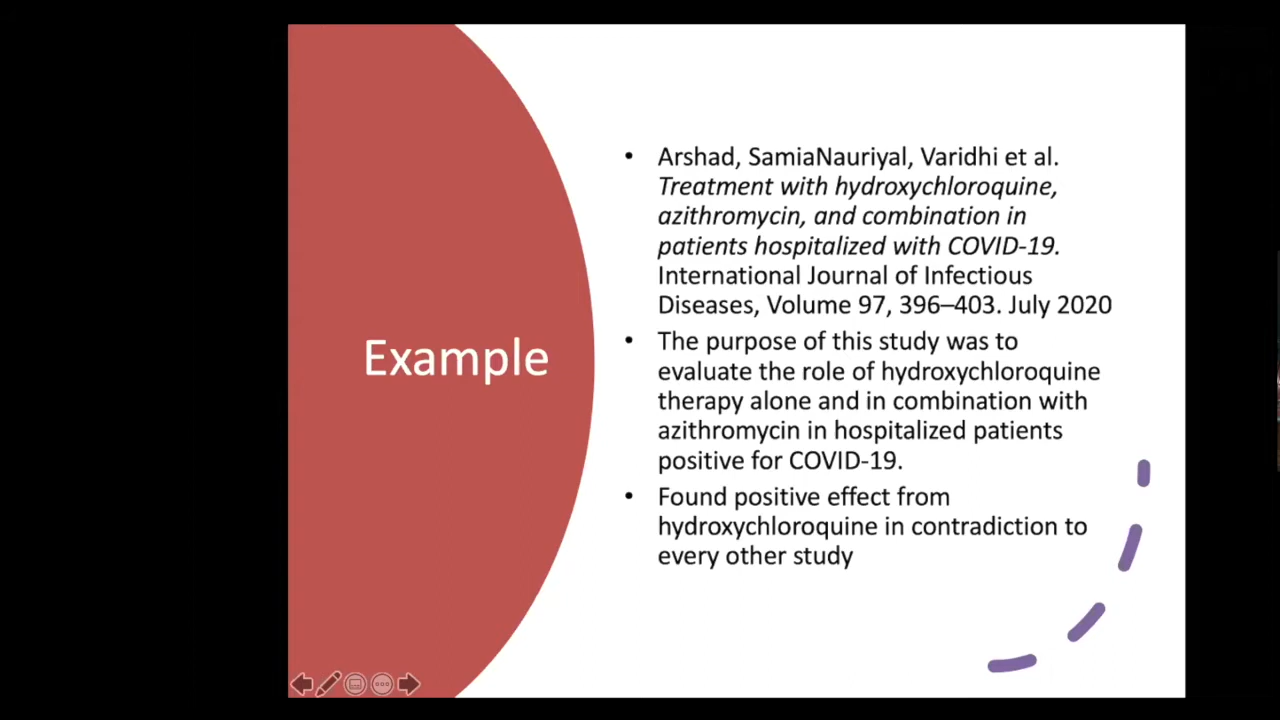 Example
• Arshad, SamiaNauriyal, Varidhi et al.
Treatment with hydroxychloroquine,
azithromycin, and combination in
patients hospitalized with COVID-19.
International Journal of Infectious
Diseases, Volume 97, 396–403. July 2020
• The purpose of this study was to
evaluate the role of hydroxychloroquine
therapy alone and in combination with
azithromycin in hospitalized patients
positive for COVID-19.
• Found positive effect from
hydroxychloroquine in contradiction to
every other study